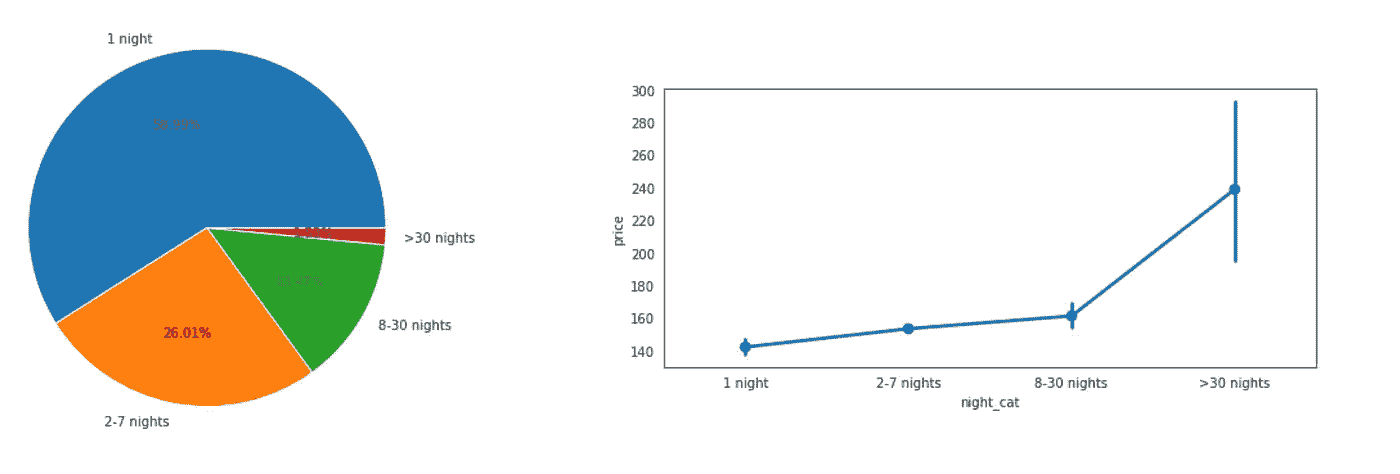 1 night
>30 nights
26.01%
8-30 nights
2-7 nights
300
280
260
240
220
200
180
160
140
price
1 night
2-7 nights
8-30 nights
>30 nights
night_cat